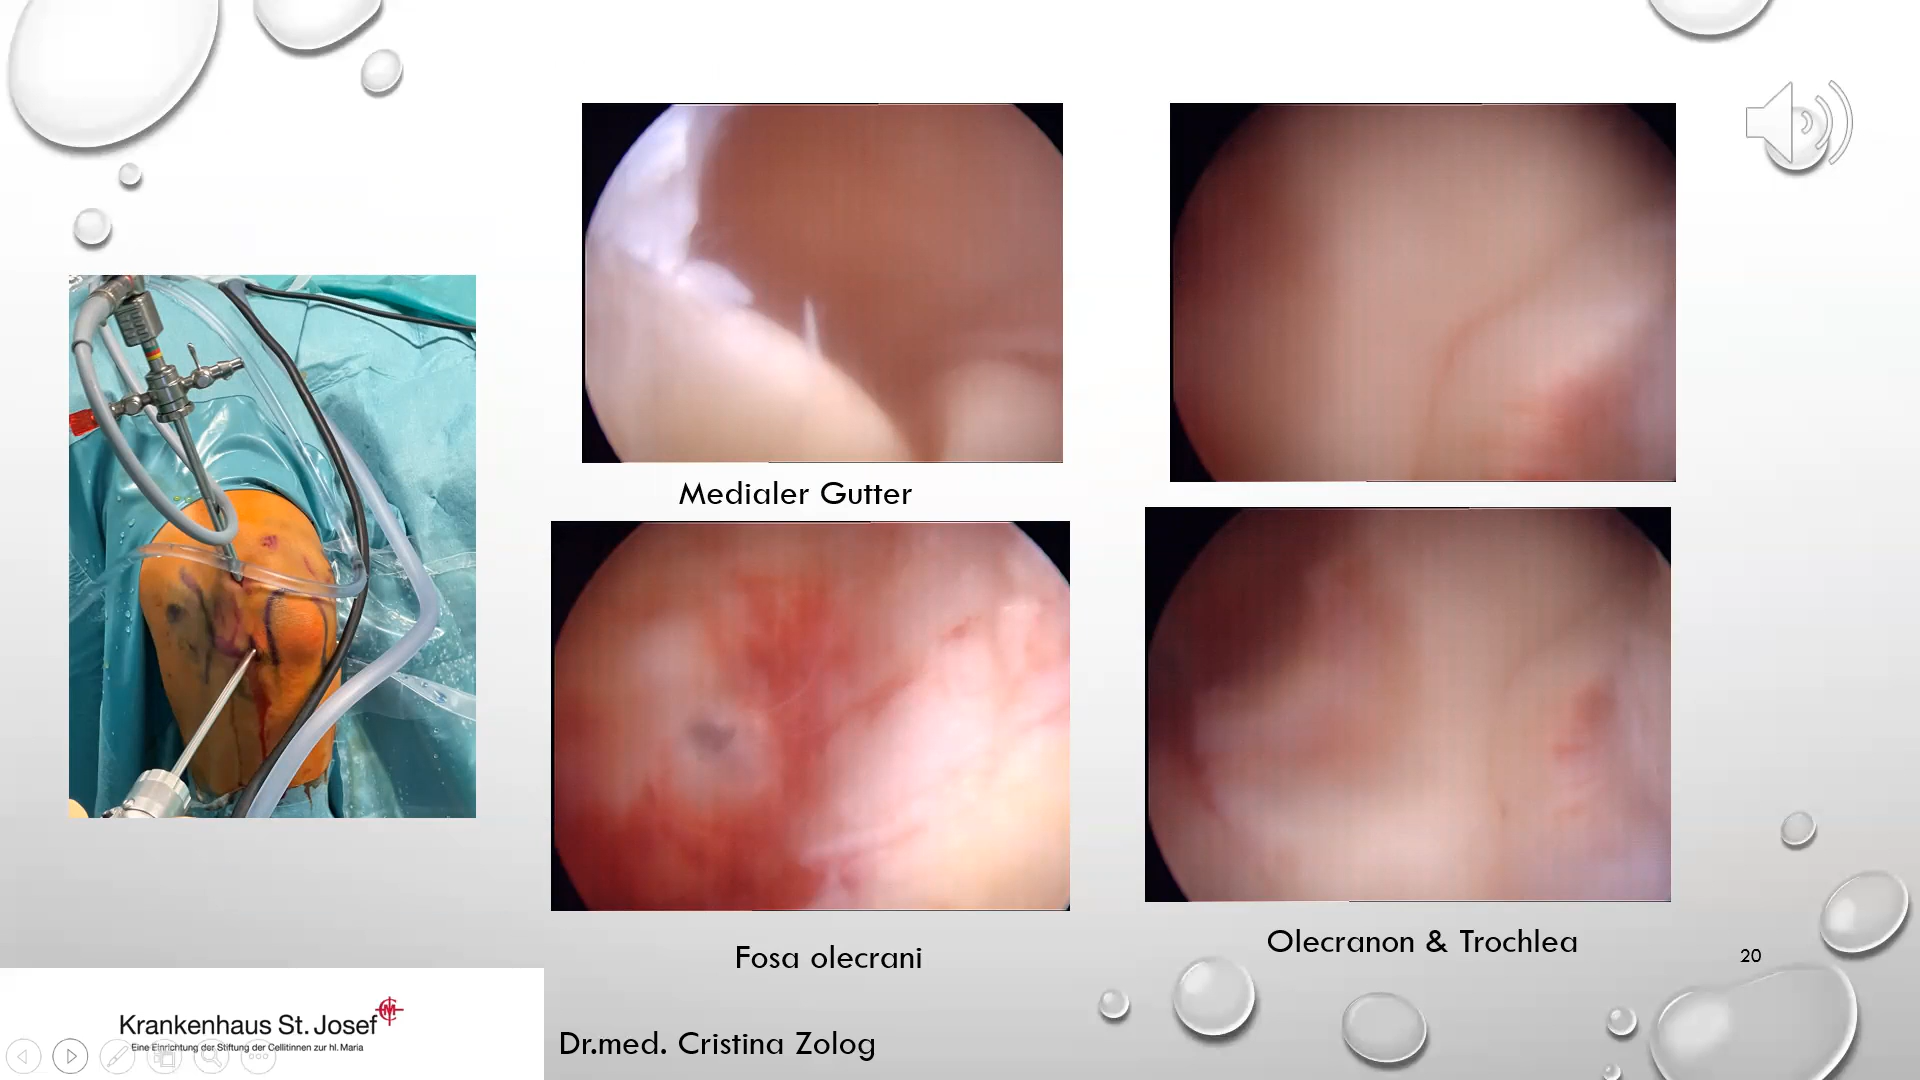 Medialer Gutter
Fosa olecrani
Olecranon & Trochlea
20
Krankenhaus St. Josef
Eine Einrichtung der Stiftung der Cellitinnen zur hl. Maria
Dr.med. Cristina Zolog